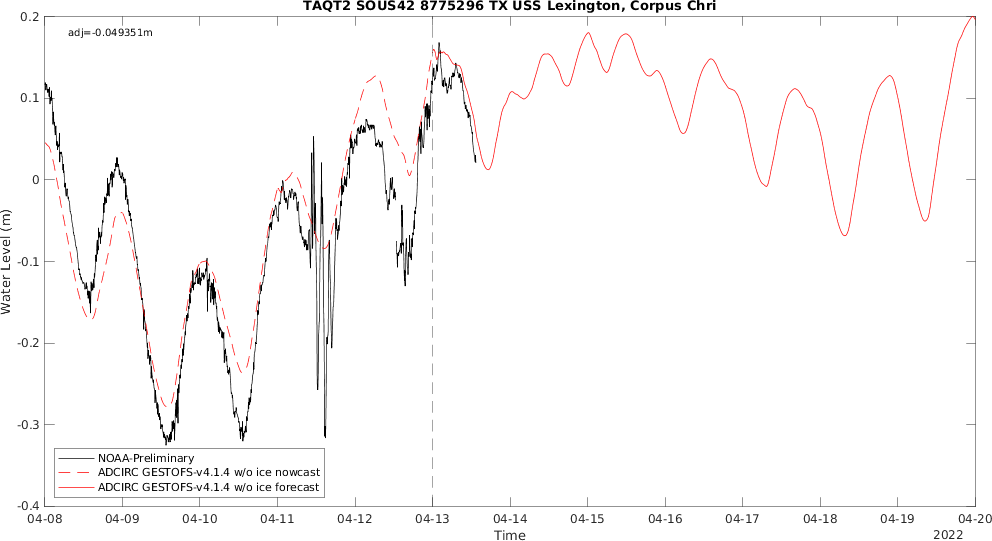 TAQT2 SOUS42 8775296 TX USS Lexington, Corpus Chri
adj=-0.049351m
0.2
0.1
0
-0.1
-0.2
-0.3
-0.4
Water Level (m)
NOAA-Preliminary
ADCIRC GESTOFS-v4.1.4 w/o ice nowcast
ADCIRC GESTOFS-v4.1.4 w/o ice forecast
04-08 04-09 04-10 04-11 04-12 04-13 04-14 04-15 04-16 04-17 04-18 04-19 04-20
Time
2022